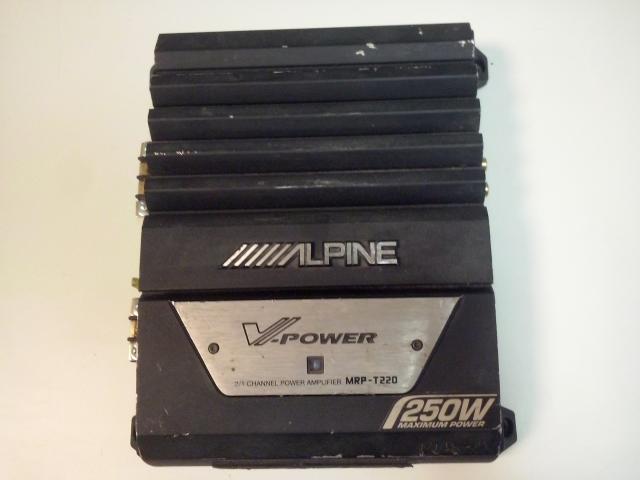 ALPINE
V-POWER
2/1 CHANNEL POWER AMPLIFIER MRP-T220
250W
MAXIMUM POWER